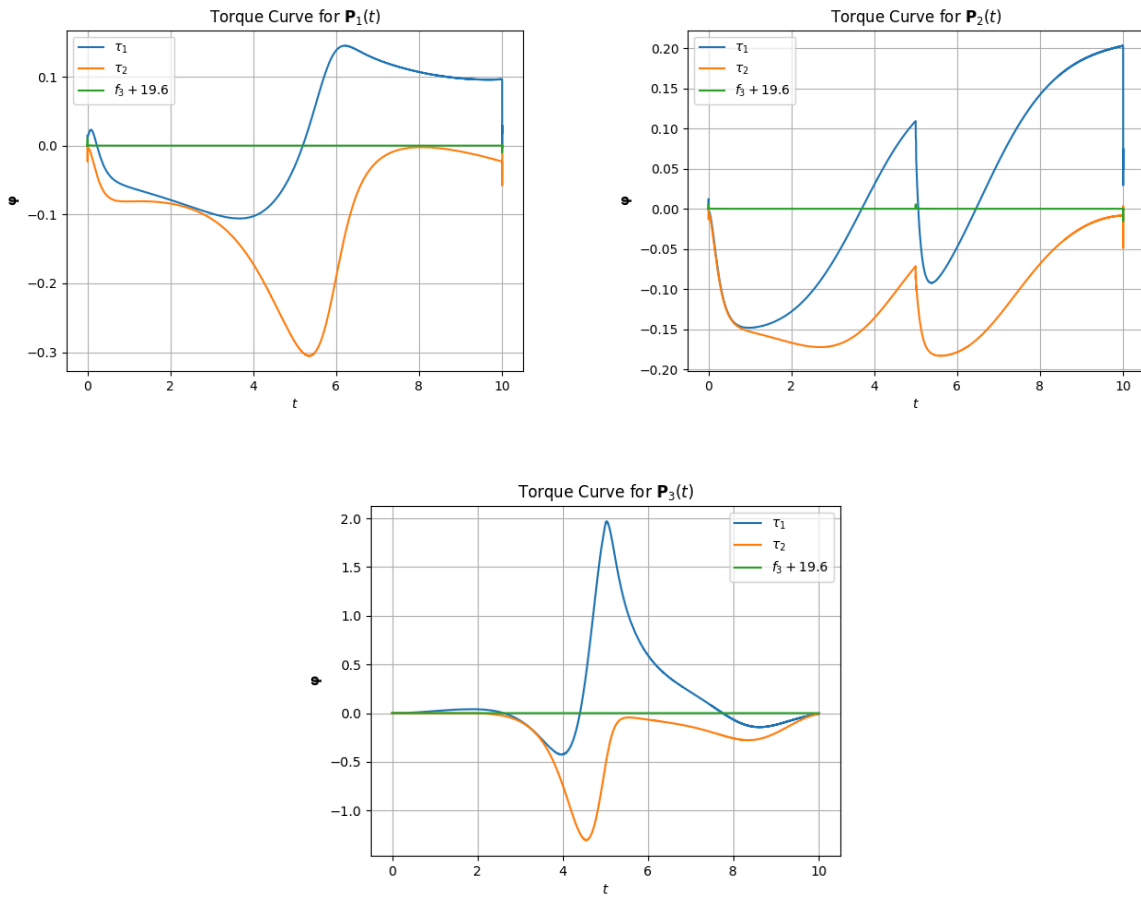 Torque Curve for P₁(t)
τ₁
τ₂
f₃ + 19.6
0.1
0.0
−0.1
−0.2
−0.3
φ
0 2 4 6 8 10
t
Torque Curve for P₂(t)
τ₁
τ₂
f₃ + 19.6
0.20
0.15
0.10
0.05
0.00
−0.05
−0.10
−0.15
−0.20
φ
0 2 4 6 8 10
t
Torque Curve for P₃(t)
τ₁
τ₂
f₃ + 19.6
2.0
1.5
1.0
0.5
0.0
−0.5
−1.0
φ
0 2 4 6 8 10
t